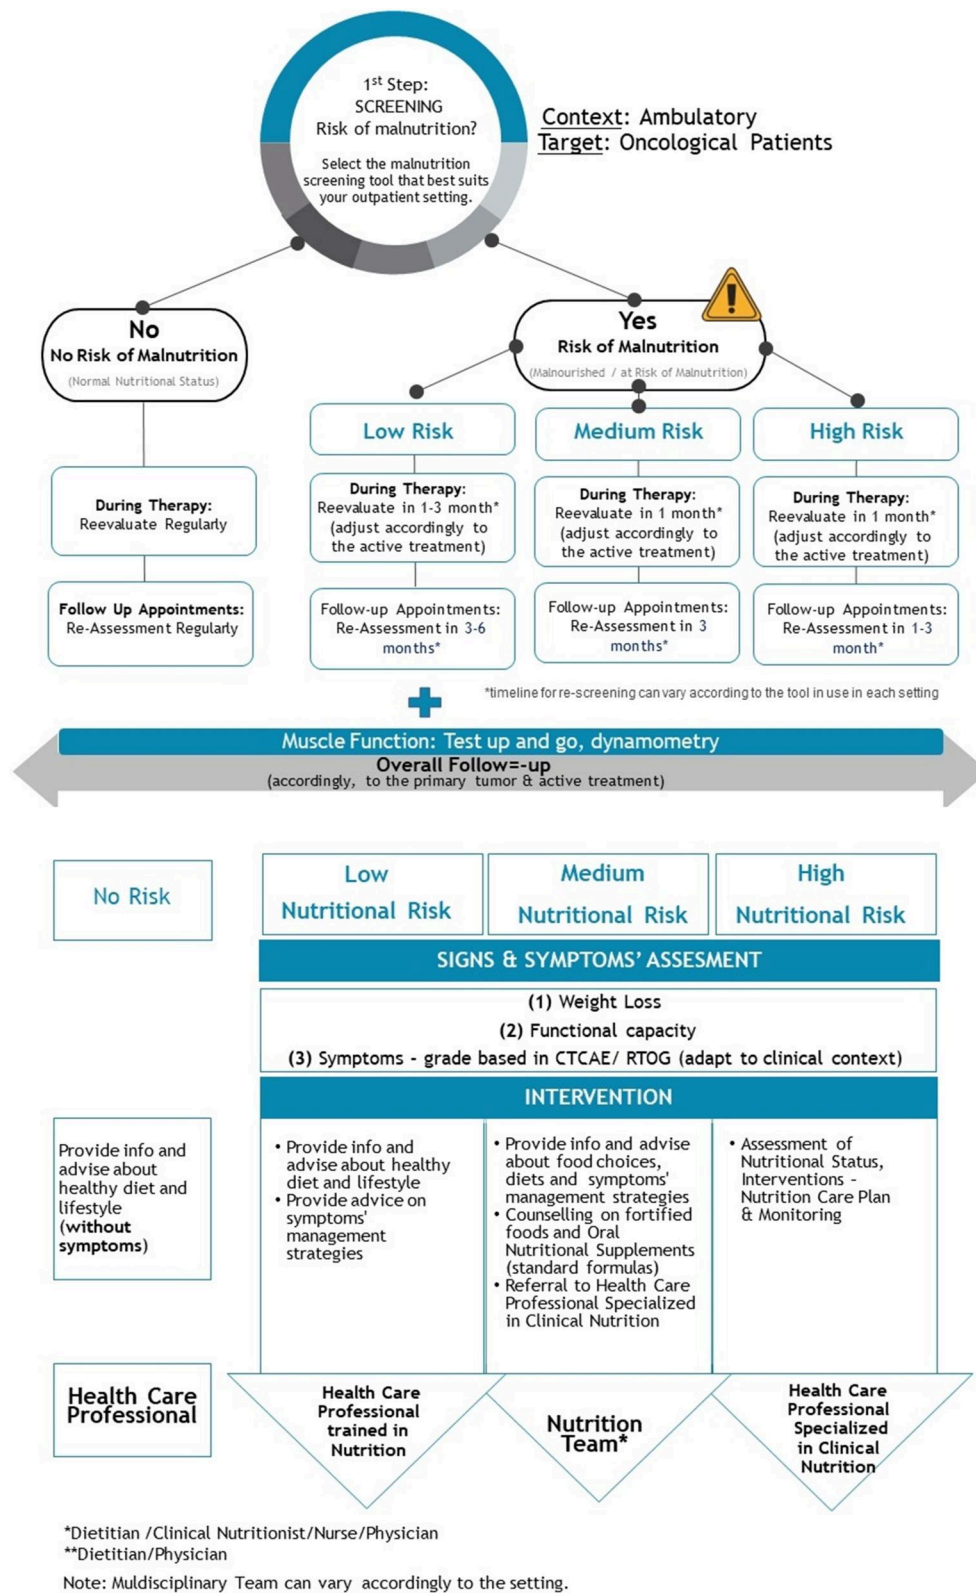 1st Step:
SCREENING
Risk of malnutrition?
Select the malnutrition
screening tool that best suits
your outpatient setting.
Context: Ambulatory
Target: Oncological Patients
No
No Risk of Malnutrition
(Normal Nutritional Status)
Yes
Risk of Malnutrition
(Malnourished / at Risk of Malnutrition)
Low Risk
Medium Risk
High Risk
During Therapy:
Reevaluate Regularly
During Therapy:
Reevaluate in 1-3 month*
(adjust accordingly to
the active treatment)
During Therapy:
Reevaluate in 1 month*
(adjust accordingly to
the active treatment)
During Therapy:
Reevaluate in 1 month*
(adjust accordingly to
the active treatment)
Follow Up Appointments:
Re-Assessment Regularly
Follow-up Appointments:
Re-Assessment in 3-6
months*
Follow-up Appointments:
Re-Assessment in 3
months*
Follow-up Appointments:
Re-Assessment in 1-3
month*
*timeline for re-screening can vary according to the tool in use in each setting
Muscle Function: Test up and go, dynamometry
Overall Follow=-up
(accordingly, to the primary tumor & active treatment)
No Risk
Low
Nutritional Risk
Medium
Nutritional Risk
High
Nutritional Risk
SIGNS & SYMPTOMS' ASSESMENT
(1) Weight Loss
(2) Functional capacity
(3) Symptoms - grade based in CTCAE/ RTOG (adapt to clinical context)
INTERVENTION
Provide info and
advise about
healthy diet and
lifestyle
(without
symptoms)
• Provide info and
advise about healthy
diet and lifestyle
• Provide advice on
symptoms'
management
strategies
• Provide info and advise
about food choices,
diets and symptoms'
management strategies
• Counselling on fortified
foods and Oral
Nutritional Supplements
(standard formulas)
• Referral to Health Care
Professional Specialized
in Clinical Nutrition
• Assessment of
Nutritional Status,
Interventions -
Nutrition Care Plan
& Monitoring
Health Care
Professional
Health Care
Professional
trained in
Nutrition
Nutrition
Team*
Health Care
Professional
Specialized
in Clinical
Nutrition
*Dietitian /Clinical Nutritionist/Nurse/Physician
**Dietitian/Physician
Note: Muldisciplinary Team can vary accordingly to the setting.